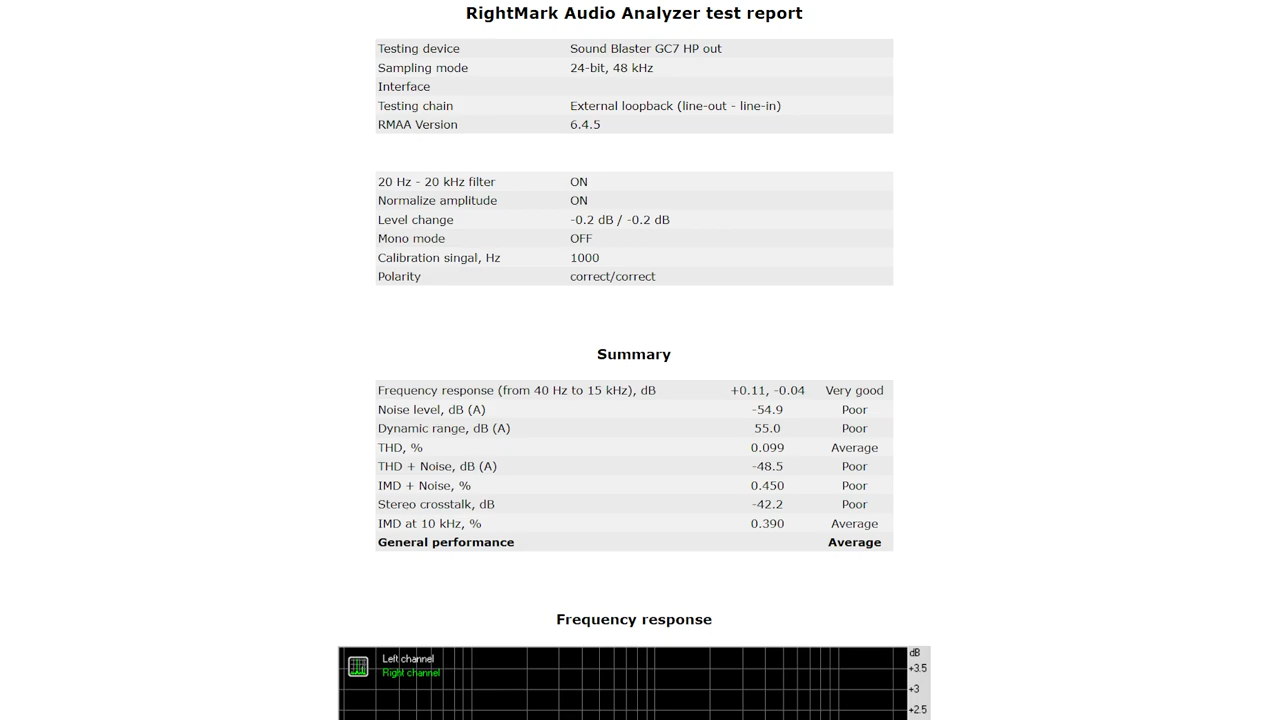 RightMark Audio Analyzer test report
Testing device Sound Blaster GC7 HP out
Sampling mode 24-bit, 48 kHz
Interface
Testing chain External loopback (line-out - line-in)
RMAA Version 6.4.5
20 Hz - 20 kHz filter ON
Normalize amplitude ON
Level change -0.2 dB / -0.2 dB
Mono mode OFF
Calibration singal, Hz 1000
Polarity correct/correct
Summary
Frequency response (from 40 Hz to 15 kHz), dB +0.11, -0.04 Very good
Noise level, dB (A) -54.9 Poor
Dynamic range, dB (A) 55.0 Poor
THD, % 0.099 Average
THD + Noise, dB (A) -48.5 Poor
IMD + Noise, % 0.450 Poor
Stereo crosstalk, dB -42.2 Poor
IMD at 10 kHz, % 0.390 Average
General performance Average
Frequency response
Left channel dB
Right channel +3.5
+3
+2.5